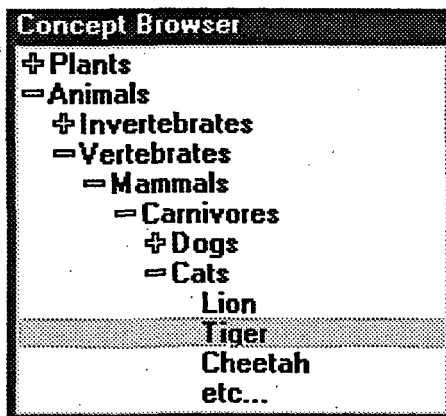 Concept Browser
+Plants
-Animals
+Invertebrates
-Vertebrates
-Mammals
-Carnivores
+Dogs
-Cats
Lion
Tiger
Cheetah
etc...